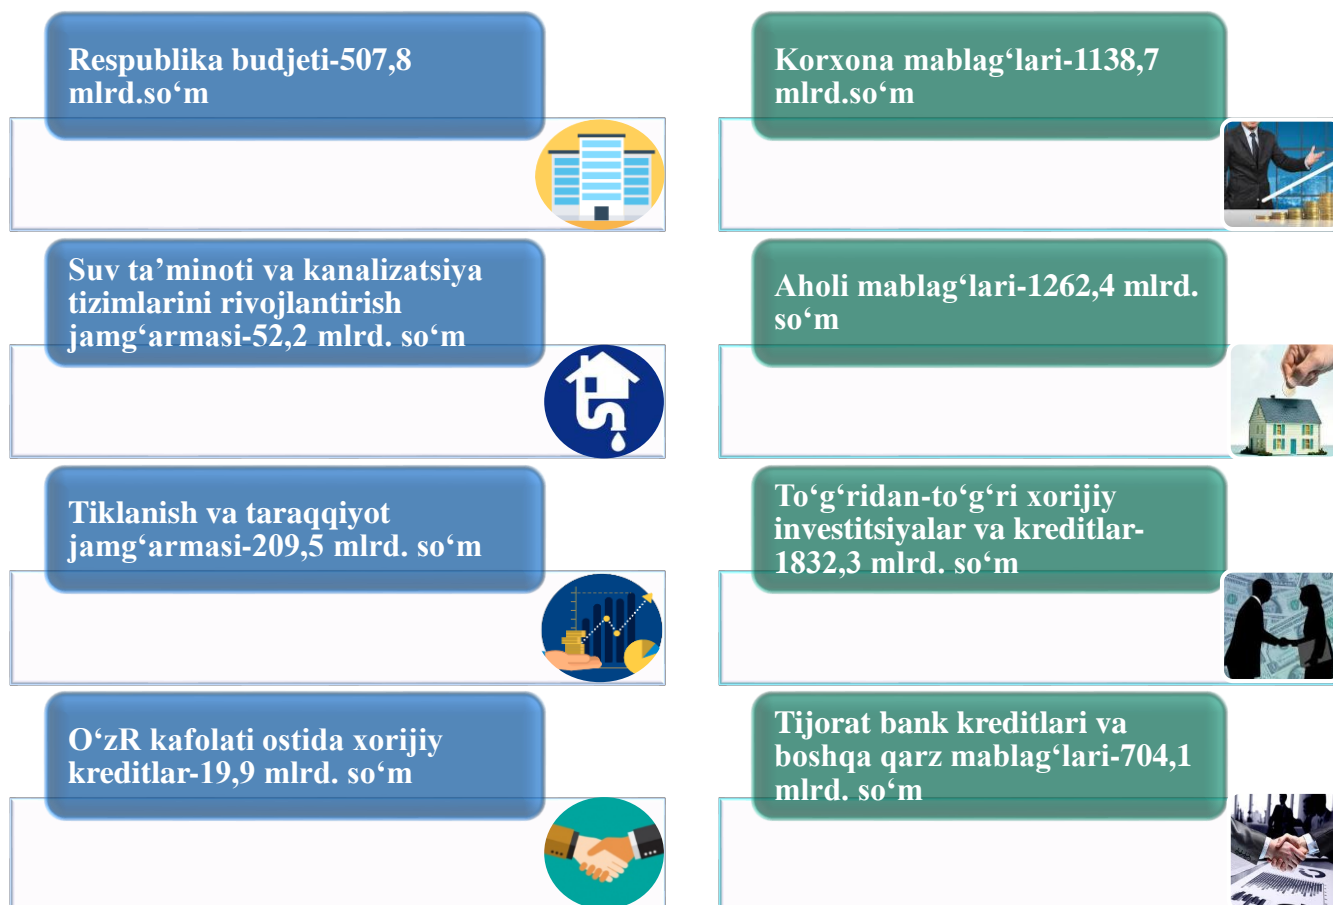 Respublika budjeti-507,8
mlrd.so‘m
Suv ta’minoti va kanalizatsiya
tizimlarini rivojlantirish
jamg‘armasi-52,2 mlrd. so‘m
Tiklanish va taraqqiyot
jamg‘armasi-209,5 mlrd. so‘m
O‘zR kafolati ostida xorijiy
kreditlar-19,9 mlrd. so‘m
Korxona mablag‘lari-1138,7
mlrd.so‘m
Aholi mablag‘lari-1262,4 mlrd.
so‘m
To‘g‘ridan-to‘g‘ri xorijiy
investitsiyalar va kreditlar-
1832,3 mlrd. so‘m
Tijorat bank kreditlari va
boshqa qarz mablag‘lari-704,1
mlrd. so‘m